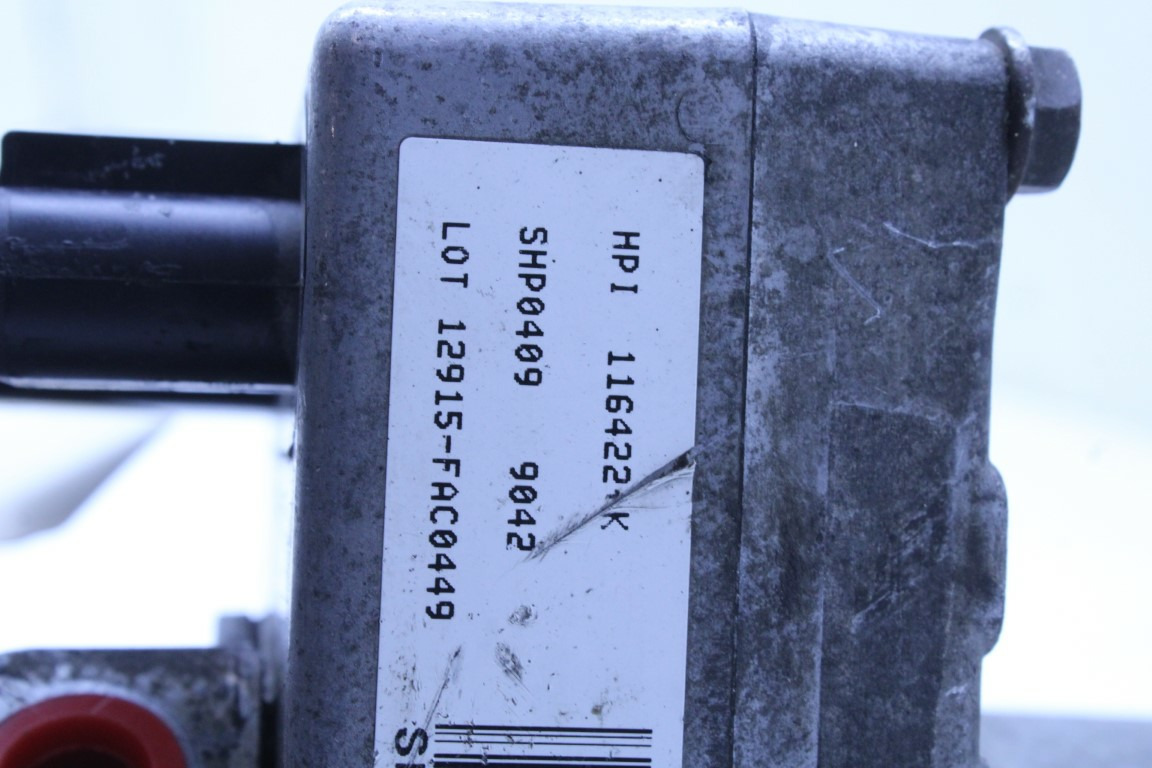 HPI 116422.K
SHP0409 9042
LOT 12915-FAC0449